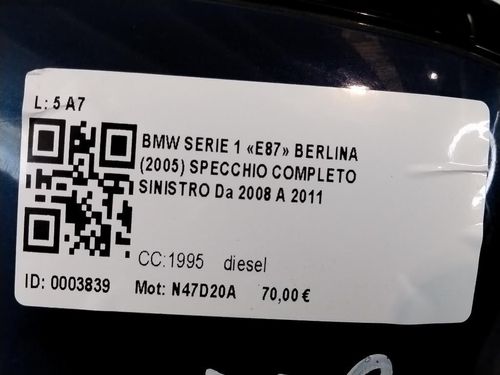 L: 5 A7
BMW SERIE 1 «E87» BERLINA
(2005) SPECCHIO COMPLETO
SINISTRO Da 2008 A 2011
CC:1995 diesel
ID: 0003839 Mot: N47D20A 70,00 €